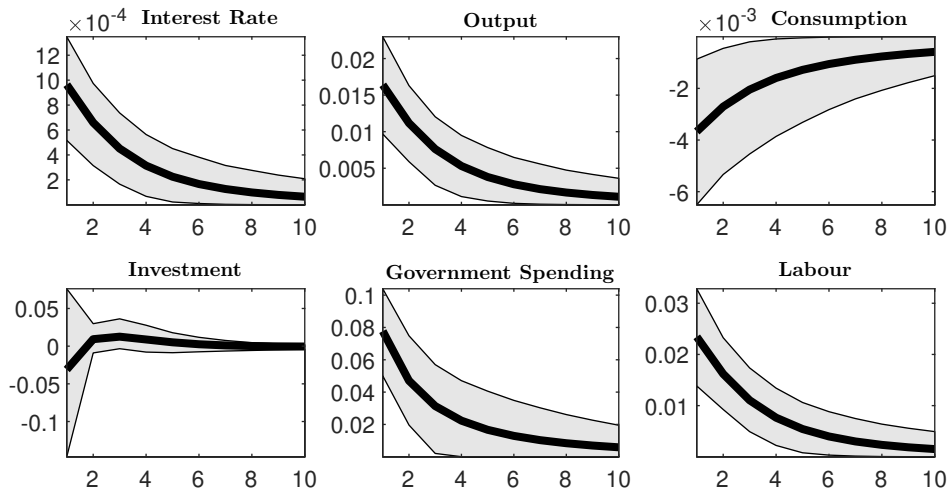 Interest Rate
×10-4
12
10
8
6
4
2
2 4 6 8 10
Output
0.02
0.015
0.01
0.005
2 4 6 8 10
Consumption
×10-3
-2
-4
-6
2 4 6 8 10
Investment
0.05
0
-0.05
-0.1
2 4 6 8 10
Government Spending
0.1
0.08
0.06
0.04
0.02
2 4 6 8 10
Labour
0.03
0.02
0.01
2 4 6 8 10